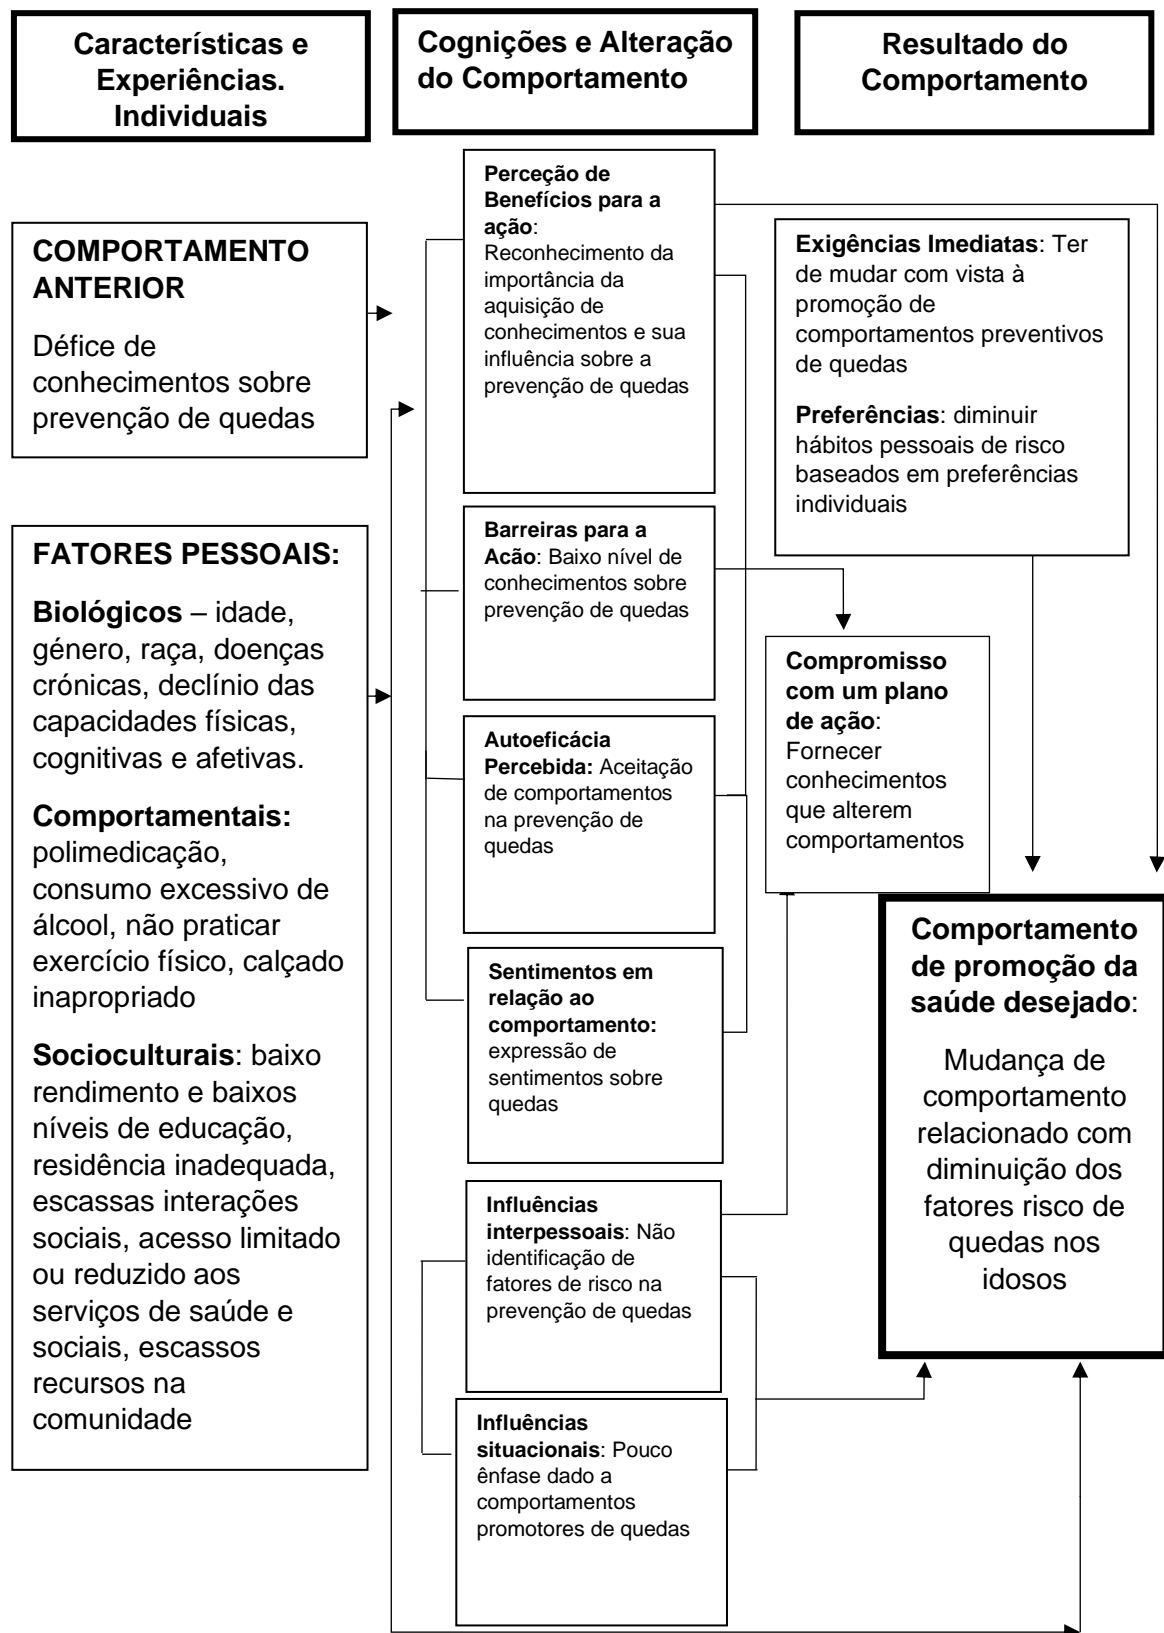 Características e
Experiências.
Individuais
Cognições e Alteração
do Comportamento
Resultado do
Comportamento
COMPORTAMENTO
ANTERIOR
Défice de
conhecimentos sobre
prevenção de quedas
FATORES PESSOAIS:
Biológicos – idade,
género, raça, doenças
crónicas, declínio das
capacidades físicas,
cognitivas e afetivas.
Comportamentais:
polimedicação,
consumo excessivo de
álcool, não praticar
exercício físico, calçado
inapropriado
Socioculturais: baixo
rendimento e baixos
níveis de educação,
residência inadequada,
escassas interações
sociais, acesso limitado
ou reduzido aos
serviços de saúde e
sociais, escassos
recursos na
comunidade
Perceção de
Benefícios para a
ação:
Reconhecimento da
importância da
aquisição de
conhecimentos e sua
influência sobre a
prevenção de quedas
Barreiras para a
Acão: Baixo nível de
conhecimentos sobre
prevenção de quedas
Autoeficácia
Percebida: Aceitação
de comportamentos
na prevenção de
quedas
Sentimentos em
relação ao
comportamento:
expressão de
sentimentos sobre
quedas
Influências
interpessoais: Não
identificação de
fatores de risco na
prevenção de quedas
Influências
situacionais: Pouco
ênfase dado a
comportamentos
promotores de quedas
Exigências Imediatas: Ter
de mudar com vista à
promoção de
comportamentos preventivos
de quedas
Preferências: diminuir
hábitos pessoais de risco
baseados em preferências
individuais
Compromisso
com um plano
de ação:
Fornecer
conhecimentos
que alterem
comportamentos
Comportamento
de promoção da
saúde desejado:
Mudança de
comportamento
relacionado com
diminuição dos
fatores risco de
quedas nos
idosos